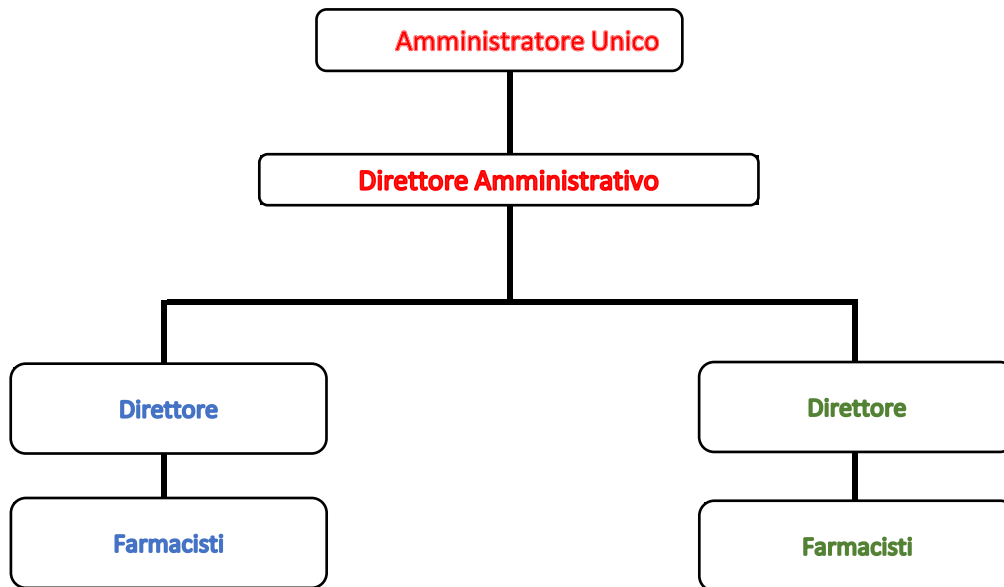 Amministratore Unico
Direttore Amministrativo
Direttore
Direttore
Farmacisti
Farmacisti